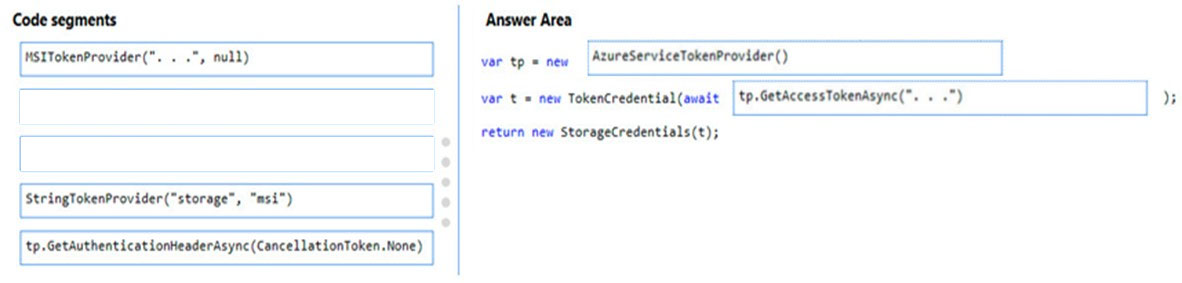 Code segments
MSITokenProvider(". . .", null)
StringTokenProvider("storage", "msi")
tp.GetAuthenticationHeaderAsync(CancellationToken.None)
Answer Area
var tp = new AzureServiceTokenProvider()
var t = new TokenCredential(await tp.GetAccessTokenAsync(". . .") );
return new StorageCredentials(t);